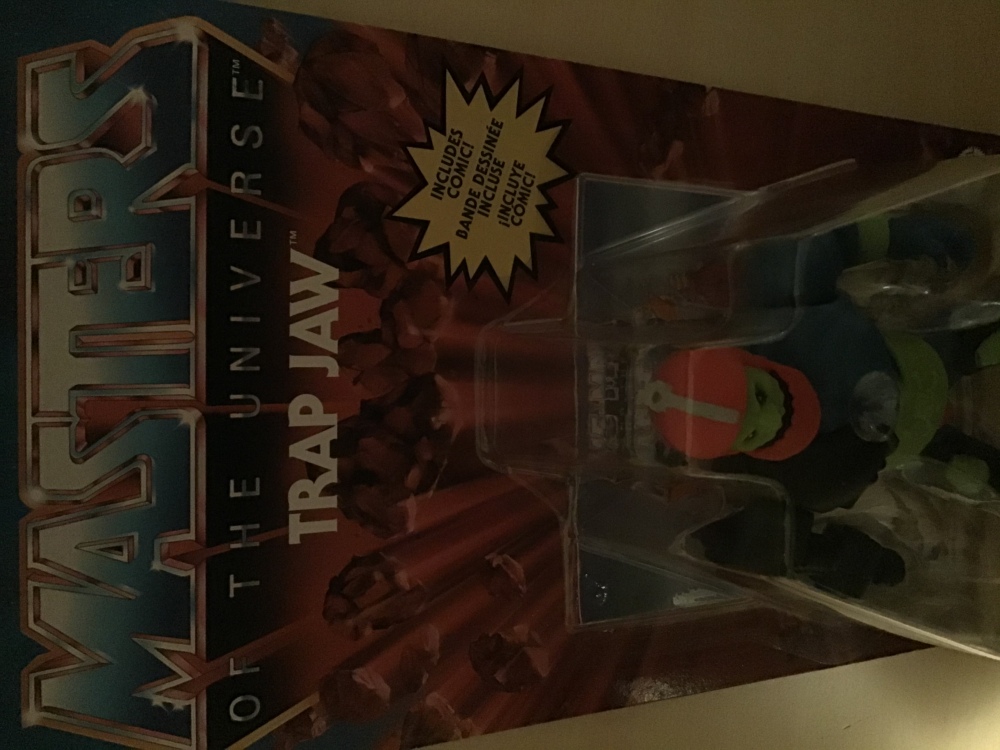 MASTERS
OF THE UNIVERSE™
TRAP JAW™
INCLUDES
COMIC!
BANDE DESSINÉE
INCLUSE
¡INCLUYE
CÓMIC!